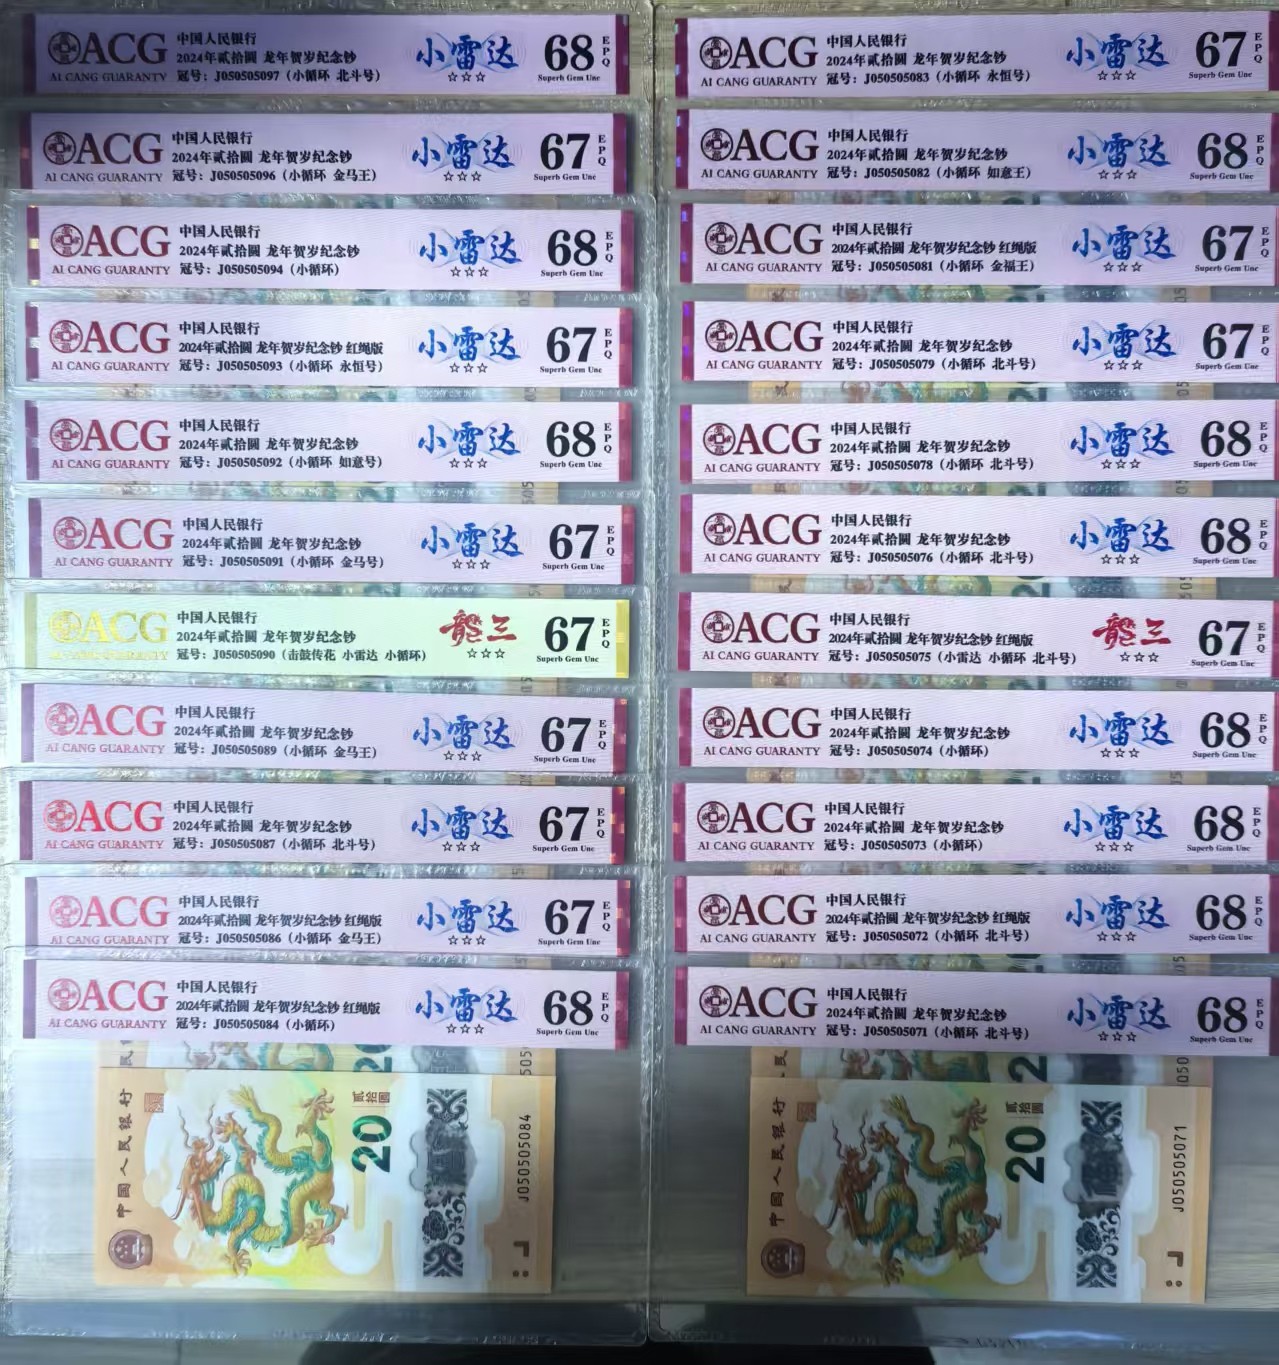 ACG
AI CANG GUARANTY
中国人民银行
2024年贰拾圆 龙年贺岁纪念钞
冠号：J050505097（小循环 北斗号）
小雷达
☆☆☆
68
EPQ
Superb Gem Unc
ACG
AI CANG GUARANTY
中国人民银行
2024年贰拾圆 龙年贺岁纪念钞
冠号：J050505096（小循环 金马王）
小雷达
☆☆☆
67
EPQ
Superb Gem Unc
ACG
AI CANG GUARANTY
中国人民银行
2024年贰拾圆 龙年贺岁纪念钞
冠号：J050505094（小循环）
小雷达
☆☆☆
68
EPQ
Superb Gem Unc
ACG
AI CANG GUARANTY
中国人民银行
2024年贰拾圆 龙年贺岁纪念钞 红绳版
冠号：J050505093（小循环 永恒号）
小雷达
☆☆☆
67
EPQ
Superb Gem Unc
ACG
AI CANG GUARANTY
中国人民银行
2024年贰拾圆 龙年贺岁纪念钞
冠号：J050505092（小循环 如意号）
小雷达
☆☆☆
68
EPQ
Superb Gem Unc
ACG
AI CANG GUARANTY
中国人民银行
2024年贰拾圆 龙年贺岁纪念钞
冠号：J050505091（小循环 金马号）
小雷达
☆☆☆
67
EPQ
Superb Gem Unc
ACG
AI CANG GUARANTY
中国人民银行
2024年贰拾圆 龙年贺岁纪念钞
冠号：J050505090（击鼓传花 小雷达 小循环）
龍三
☆☆☆
67
EPQ
Superb Gem Unc
ACG
AI CANG GUARANTY
中国人民银行
2024年贰拾圆 龙年贺岁纪念钞
冠号：J050505089（小循环 金马王）
小雷达
☆☆☆
67
EPQ
Superb Gem Unc
ACG
AI CANG GUARANTY
中国人民银行
2024年贰拾圆 龙年贺岁纪念钞
冠号：J050505087（小循环 北斗号）
小雷达
☆☆☆
67
EPQ
Superb Gem Unc
ACG
AI CANG GUARANTY
中国人民银行
2024年贰拾圆 龙年贺岁纪念钞 红绳版
冠号：J050505086（小循环 金马王）
小雷达
☆☆☆
67
EPQ
Superb Gem Unc
ACG
AI CANG GUARANTY
中国人民银行
2024年贰拾圆 龙年贺岁纪念钞 红绳版
冠号：J050505084（小循环）
小雷达
☆☆☆
68
EPQ
Superb Gem Unc
中國人民銀行
贰拾圆
20
J050505084
ACG
AI CANG GUARANTY
中国人民银行
2024年贰拾圆 龙年贺岁纪念钞
冠号：J050505083（小循环 永恒号）
小雷达
☆☆☆
67
EPQ
Superb Gem Unc
ACG
AI CANG GUARANTY
中国人民银行
2024年贰拾圆 龙年贺岁纪念钞
冠号：J050505082（小循环 如意王）
小雷达
☆☆☆
68
EPQ
Superb Gem Unc
ACG
AI CANG GUARANTY
中国人民银行
2024年贰拾圆 龙年贺岁纪念钞 红绳版
冠号：J050505081（小循环 金福王）
小雷达
☆☆☆
67
EPQ
Superb Gem Unc
ACG
AI CANG GUARANTY
中国人民银行
2024年贰拾圆 龙年贺岁纪念钞
冠号：J050505079（小循环 北斗号）
小雷达
☆☆☆
67
EPQ
Superb Gem Unc
ACG
AI CANG GUARANTY
中国人民银行
2024年贰拾圆 龙年贺岁纪念钞
冠号：J050505078（小循环 北斗号）
小雷达
☆☆☆
68
EPQ
Superb Gem Unc
ACG
AI CANG GUARANTY
中国人民银行
2024年贰拾圆 龙年贺岁纪念钞
冠号：J050505076（小循环 北斗号）
小雷达
☆☆☆
68
EPQ
Superb Gem Unc
ACG
AI CANG GUARANTY
中国人民银行
2024年贰拾圆 龙年贺岁纪念钞 红绳版
冠号：J050505075（小雷达 小循环 北斗号）
龍三
☆☆☆
67
EPQ
Superb Gem Unc
ACG
AI CANG GUARANTY
中国人民银行
2024年贰拾圆 龙年贺岁纪念钞
冠号：J050505074（小循环）
小雷达
☆☆☆
68
EPQ
Superb Gem Unc
ACG
AI CANG GUARANTY
中国人民银行
2024年贰拾圆 龙年贺岁纪念钞
冠号：J050505073（小循环）
小雷达
☆☆☆
68
EPQ
Superb Gem Unc
ACG
AI CANG GUARANTY
中国人民银行
2024年贰拾圆 龙年贺岁纪念钞 红绳版
冠号：J050505072（小循环 北斗号）
小雷达
☆☆☆
68
EPQ
Superb Gem Unc
ACG
AI CANG GUARANTY
中国人民银行
2024年贰拾圆 龙年贺岁纪念钞
冠号：J050505071（小循环 北斗号）
小雷达
☆☆☆
68
EPQ
Superb Gem Unc
中國人民銀行
贰拾圆
20
J050505071